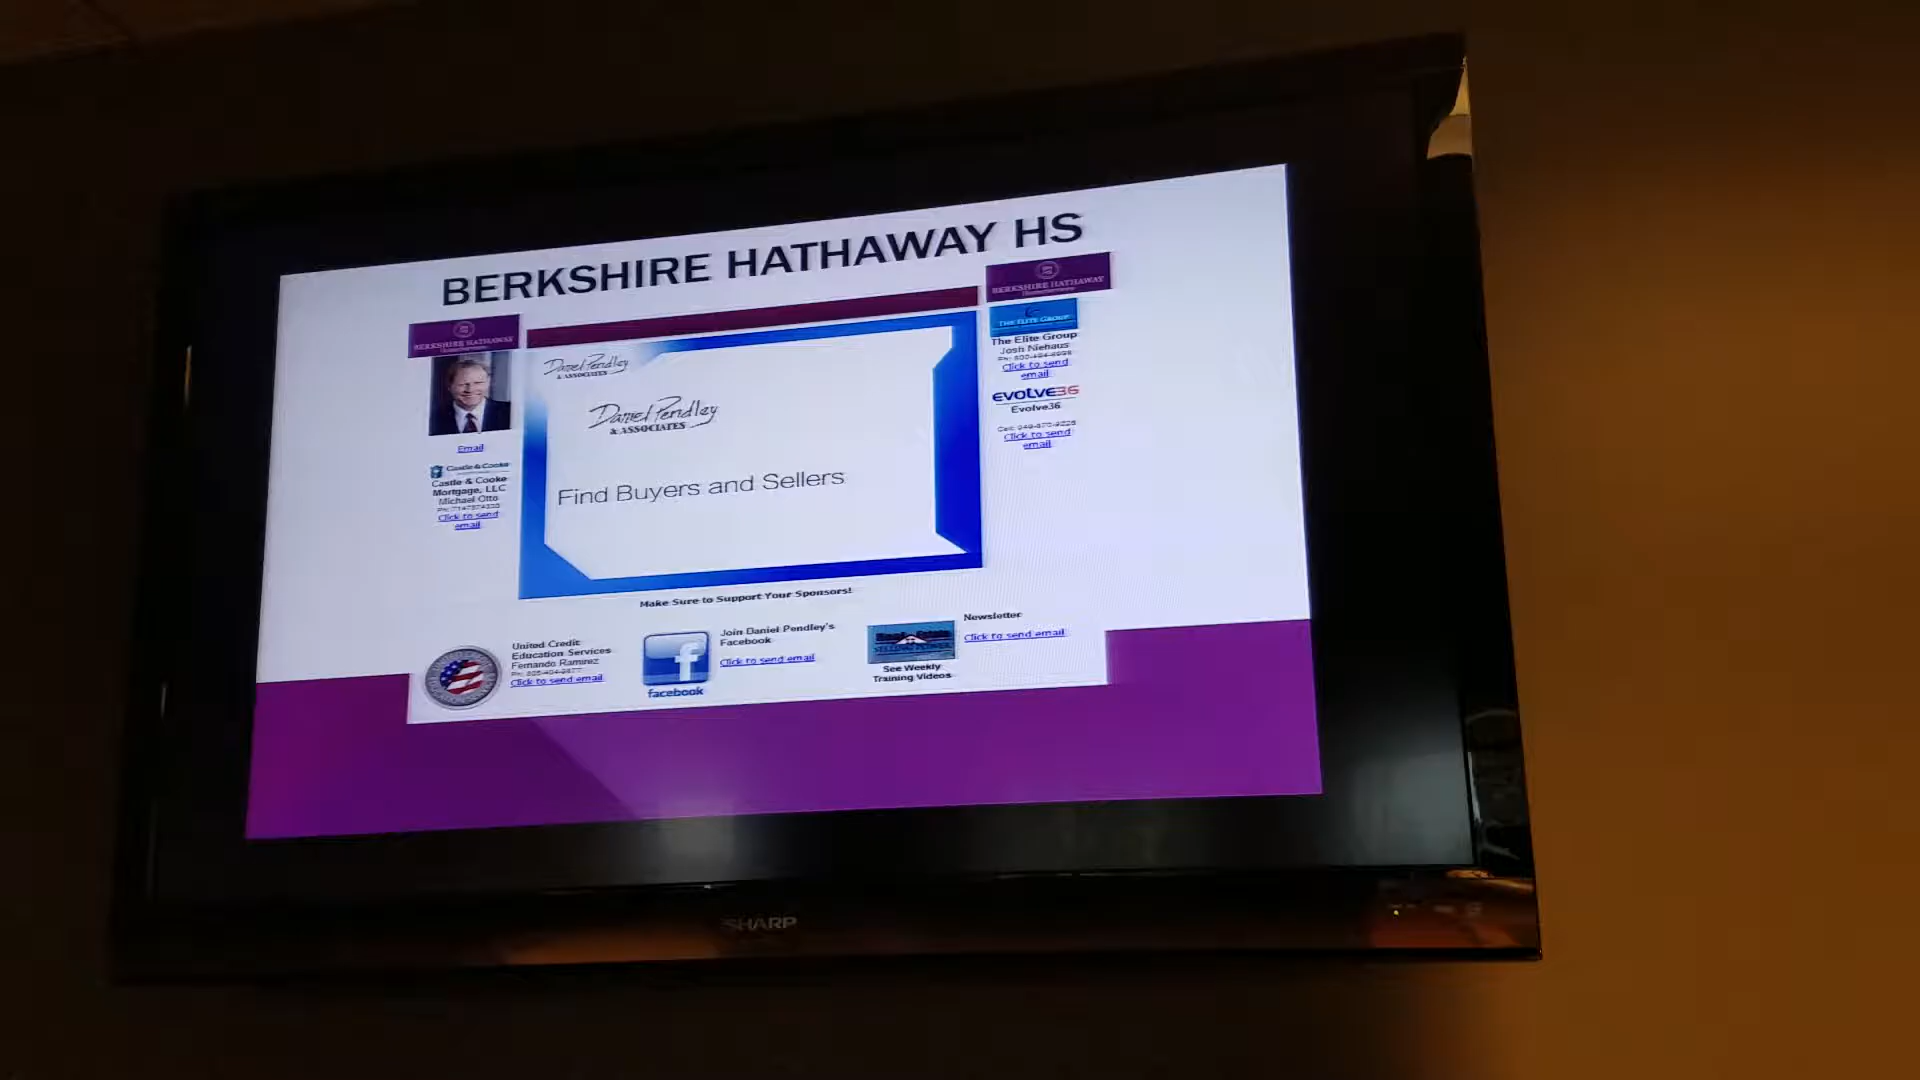 BERKSHIRE HATHAWAY HS
BERKSHIRE HATHAWAY
Email
Castle & Cooke
Castle & Cooke
Mortgage, LLC
Michael Otto
Click to send
email
Daniel Pendley
& ASSOCIATES
Daniel Pendley
& ASSOCIATES
Find Buyers and Sellers
BERKSHIRE HATHAWAY
THE ELITE GROUP
The Elite Group
Josh Niehaus
Click to send
email
EVOLVE36
Evolve36
Click to send
email
Make Sure to Support Your Sponsors!
United Credit
Education Services
Fernando Ramirez
Click to send email
facebook
Join Daniel Pendley's
Facebook
Click to send email
See Weekly
Training Videos
Newsletter
Click to send email
SHARP